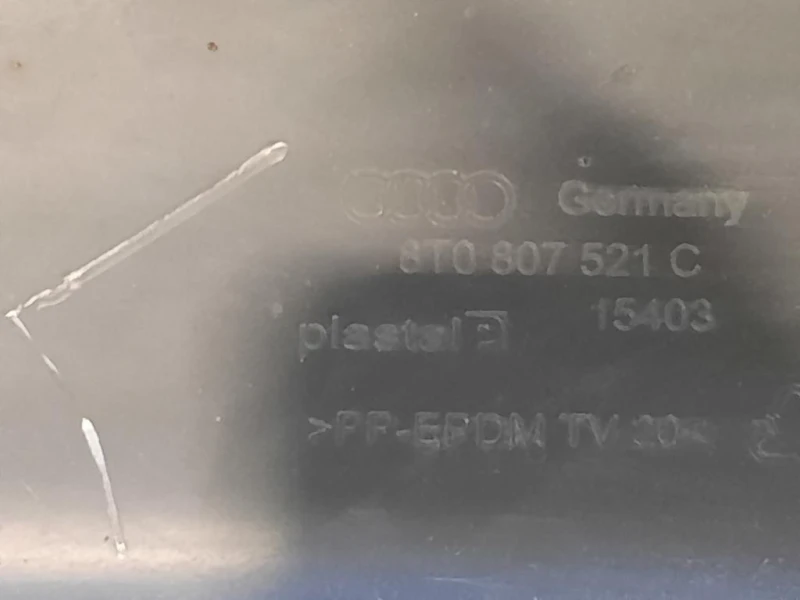 Germany
8T0 807 521 C
15403
plastal
>PP-EPDM TV 20<